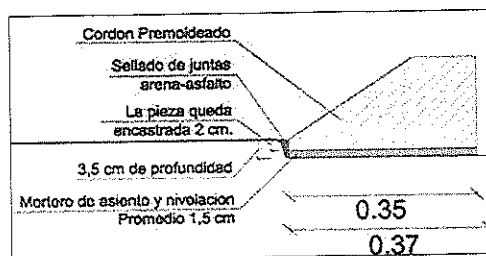 Cordon Premoldeado
Sellado de juntas
arena-asfalto
La pieza queda
encastrada 2 cm.
3,5 cm de profundidad
Mortero de asiento y nivelacion
Promedio 1,5 cm
0.35
0.37